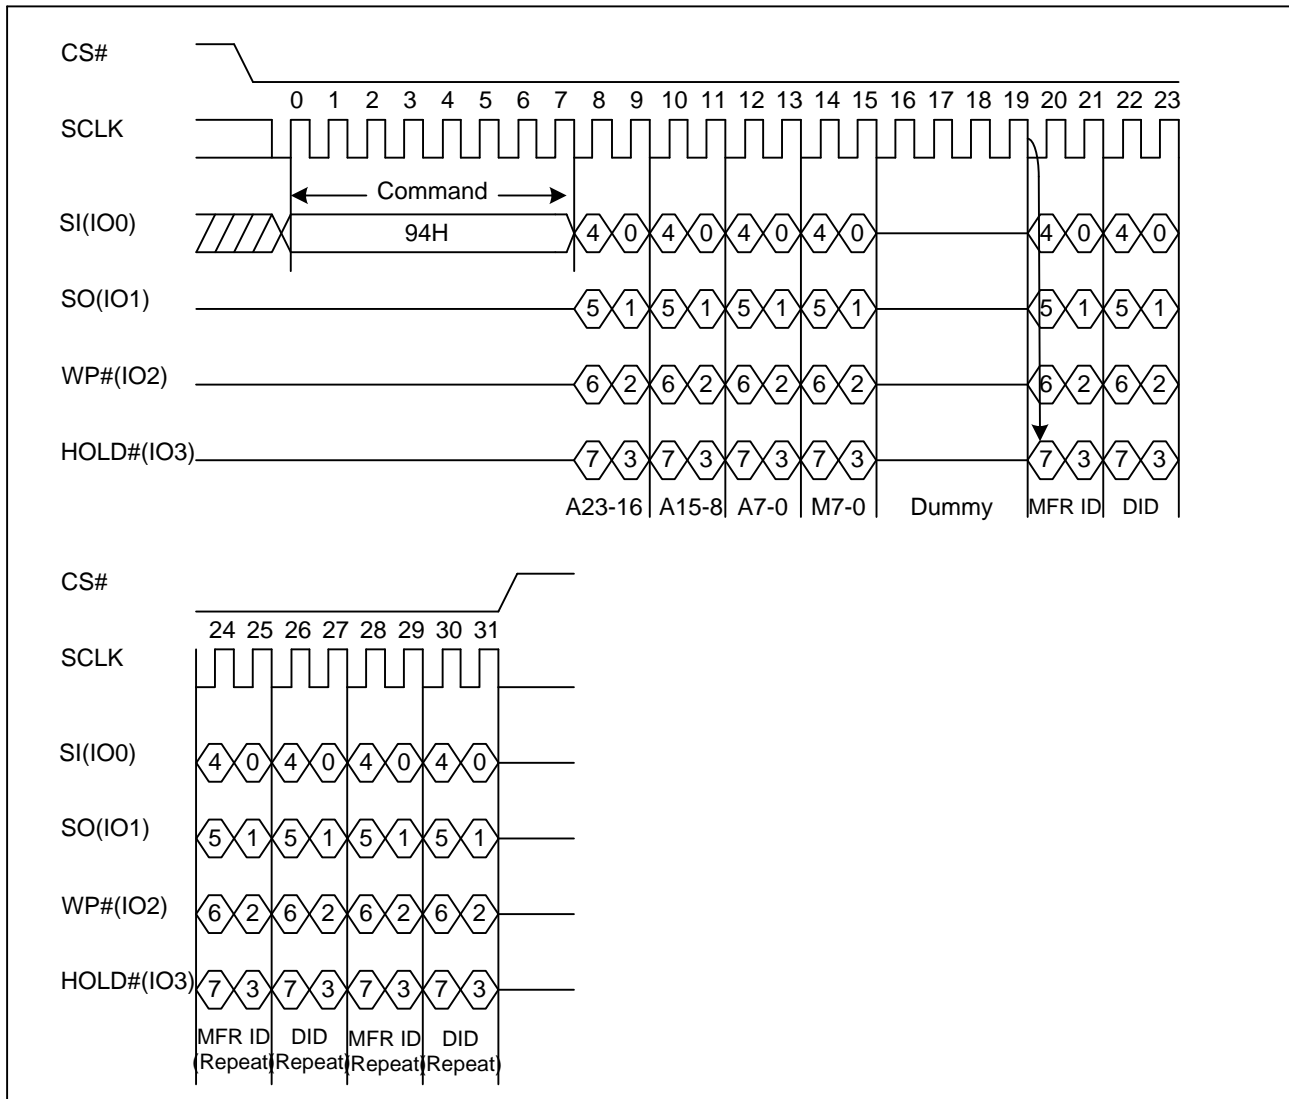 CS#
0 1 2 3 4 5 6 7 8 9 10 11 12 13 14 15 16 17 18 19 20 21 22 23
SCLK
Command
SI(IO0) 94H 4 0 4 0 4 0 4 0 4 0 4 0
SO(IO1) 5 1 5 1 5 1 5 1 5 1 5 1
WP#(IO2) 6 2 6 2 6 2 6 2 6 2 6 2
HOLD#(IO3) 7 3 7 3 7 3 7 3 7 3 7 3
A23-16 A15-8 A7-0 M7-0 Dummy MFR ID DID
CS#
24 25 26 27 28 29 30 31
SCLK
SI(IO0) 4 0 4 0 4 0 4 0
SO(IO1) 5 1 5 1 5 1 5 1
WP#(IO2) 6 2 6 2 6 2 6 2
HOLD#(IO3) 7 3 7 3 7 3 7 3
MFR ID DID MFR ID DID
(Repeat) (Repeat) (Repeat) (Repeat)